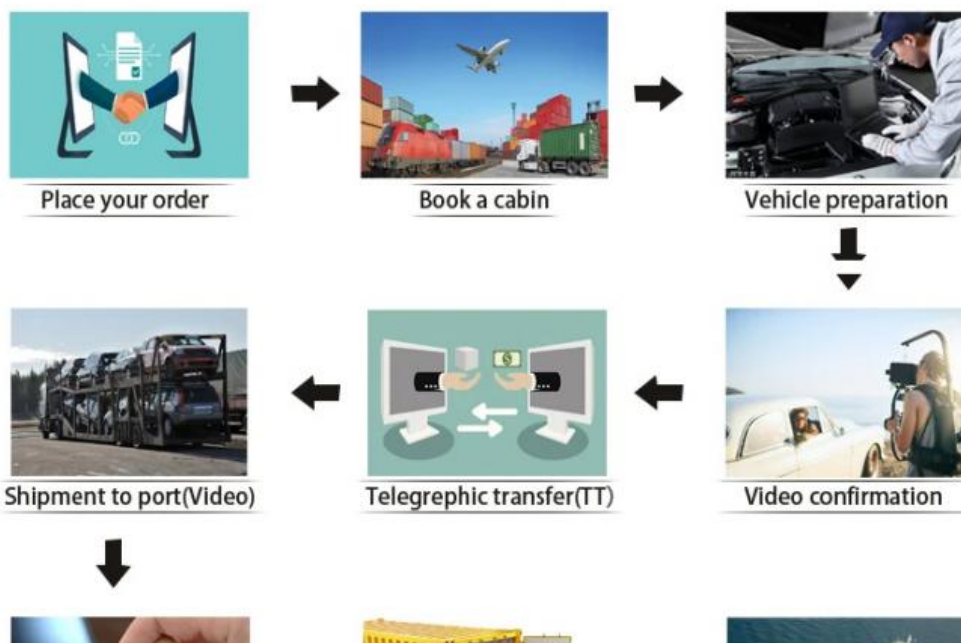 Place your order
Book a cabin
Vehicle preparation
Shipment to port(Video)
Telegrephic transfer(TT)
Video confirmation